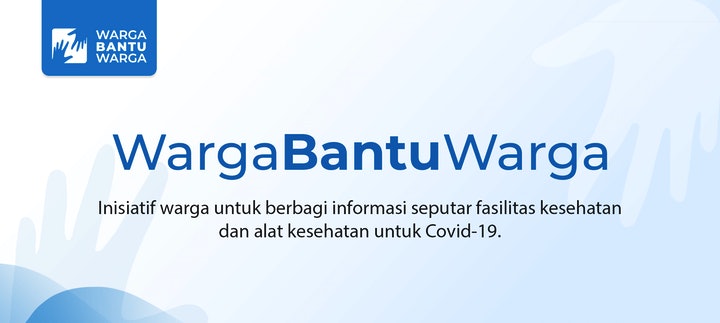 WARGA
BANTU
WARGA
WargaBantuWarga
Inisiatif warga untuk berbagi informasi seputar fasilitas kesehatan
dan alat kesehatan untuk Covid-19.